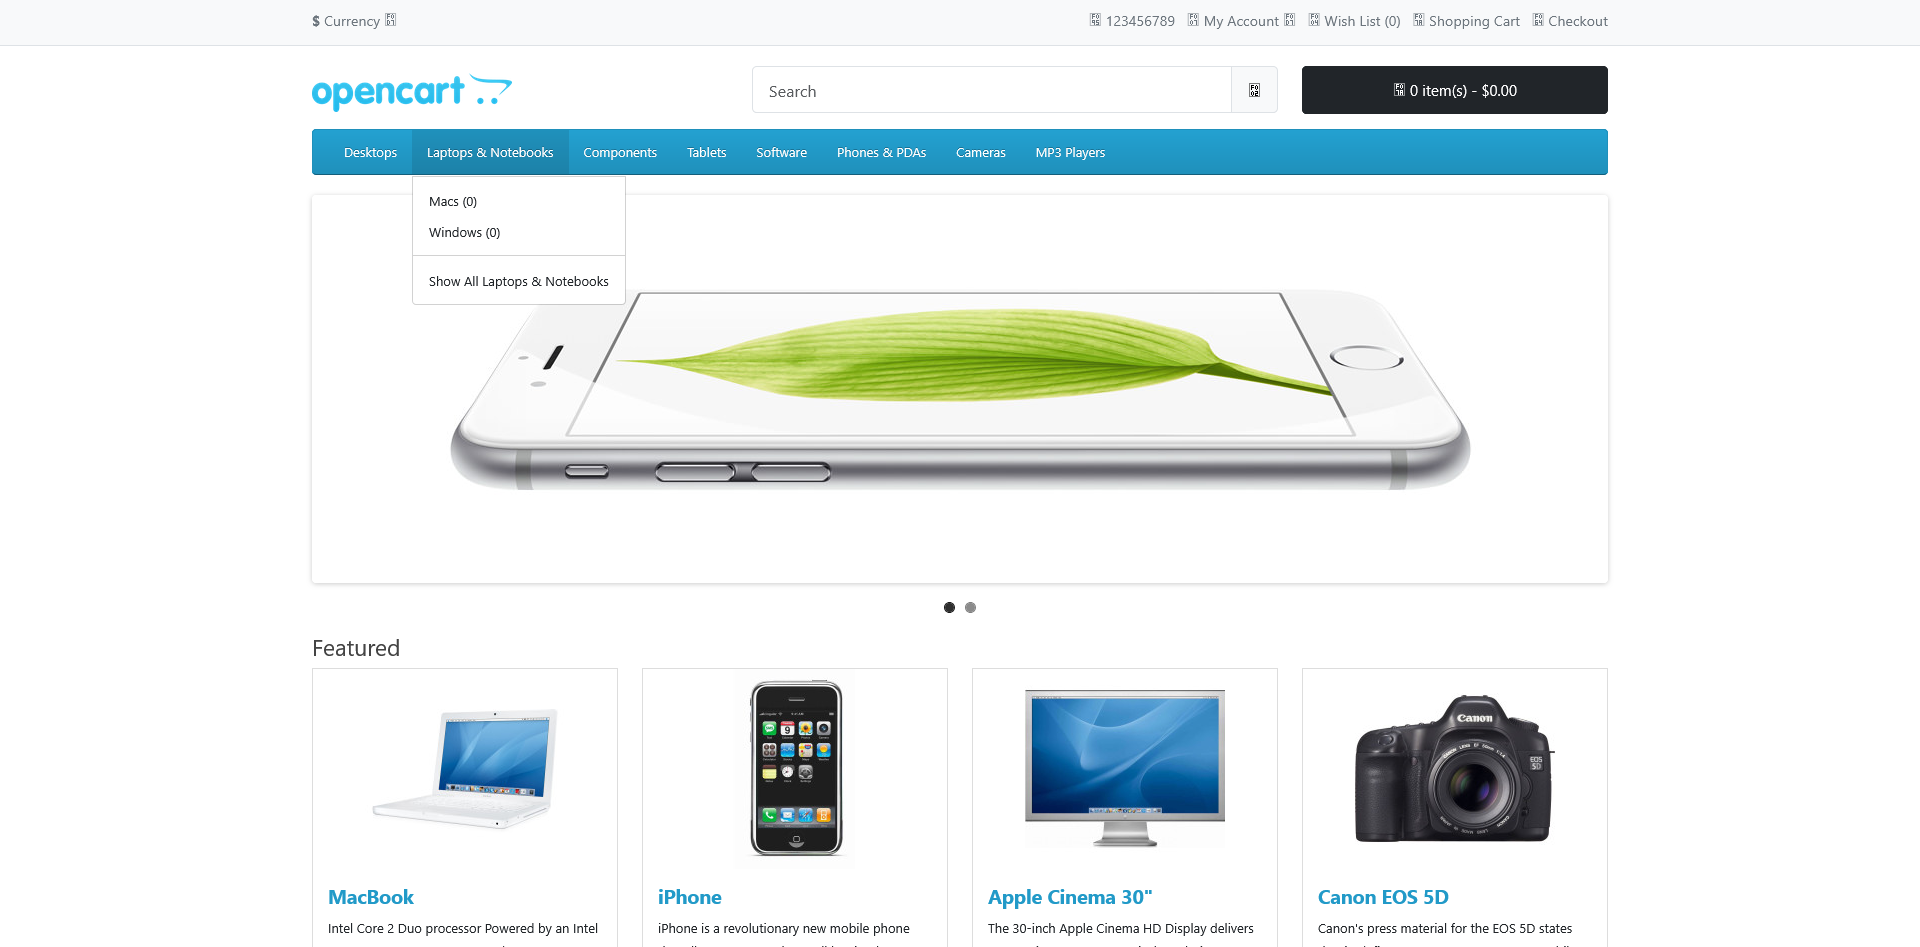 $ Currency
123456789 My Account Wish List (0) Shopping Cart Checkout
opencart
Search
0 item(s) - $0.00
Desktops Laptops & Notebooks Components Tablets Software Phones & PDAs Cameras MP3 Players
Macs (0)
Windows (0)
Show All Laptops & Notebooks
Featured
Canon
EOS
5D
MacBook
Intel Core 2 Duo processor Powered by an Intel
iPhone
iPhone is a revolutionary new mobile phone
Apple Cinema 30"
The 30-inch Apple Cinema HD Display delivers
Canon EOS 5D
Canon's press material for the EOS 5D states